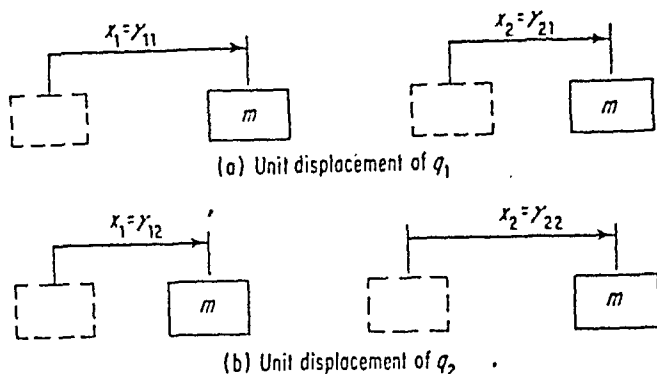 x₁=γ₁₁ x₂=γ₂₁
m m
(a) Unit displacement of q₁
x₁=γ₁₂ x₂=γ₂₂
m m
(b) Unit displacement of q₂